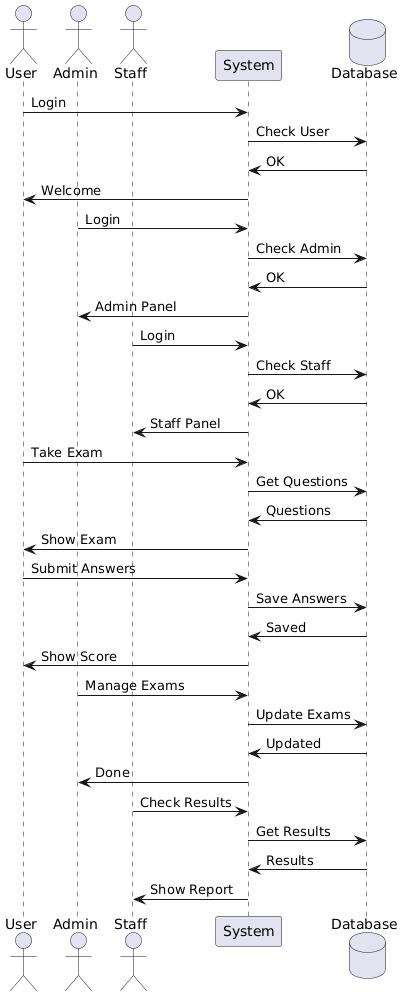 User Admin Staff System Database
Login
Check User
OK
Welcome
Login
Check Admin
OK
Admin Panel
Login
Check Staff
OK
Staff Panel
Take Exam
Get Questions
Questions
Show Exam
Submit Answers
Save Answers
Saved
Show Score
Manage Exams
Update Exams
Updated
Done
Check Results
Get Results
Results
Show Report
User Admin Staff System Database